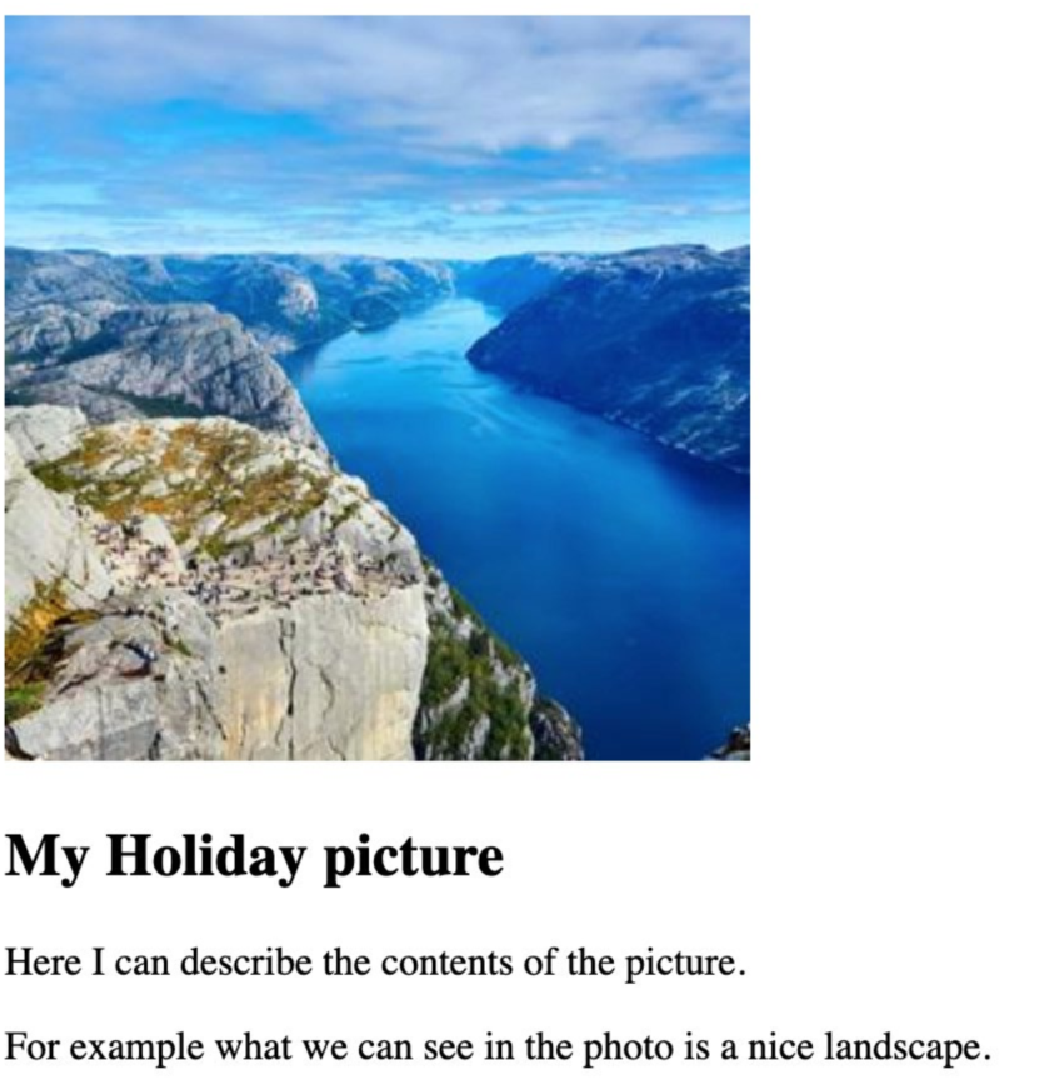 My Holiday picture
Here I can describe the contents of the picture.
For example what we can see in the photo is a nice landscape.